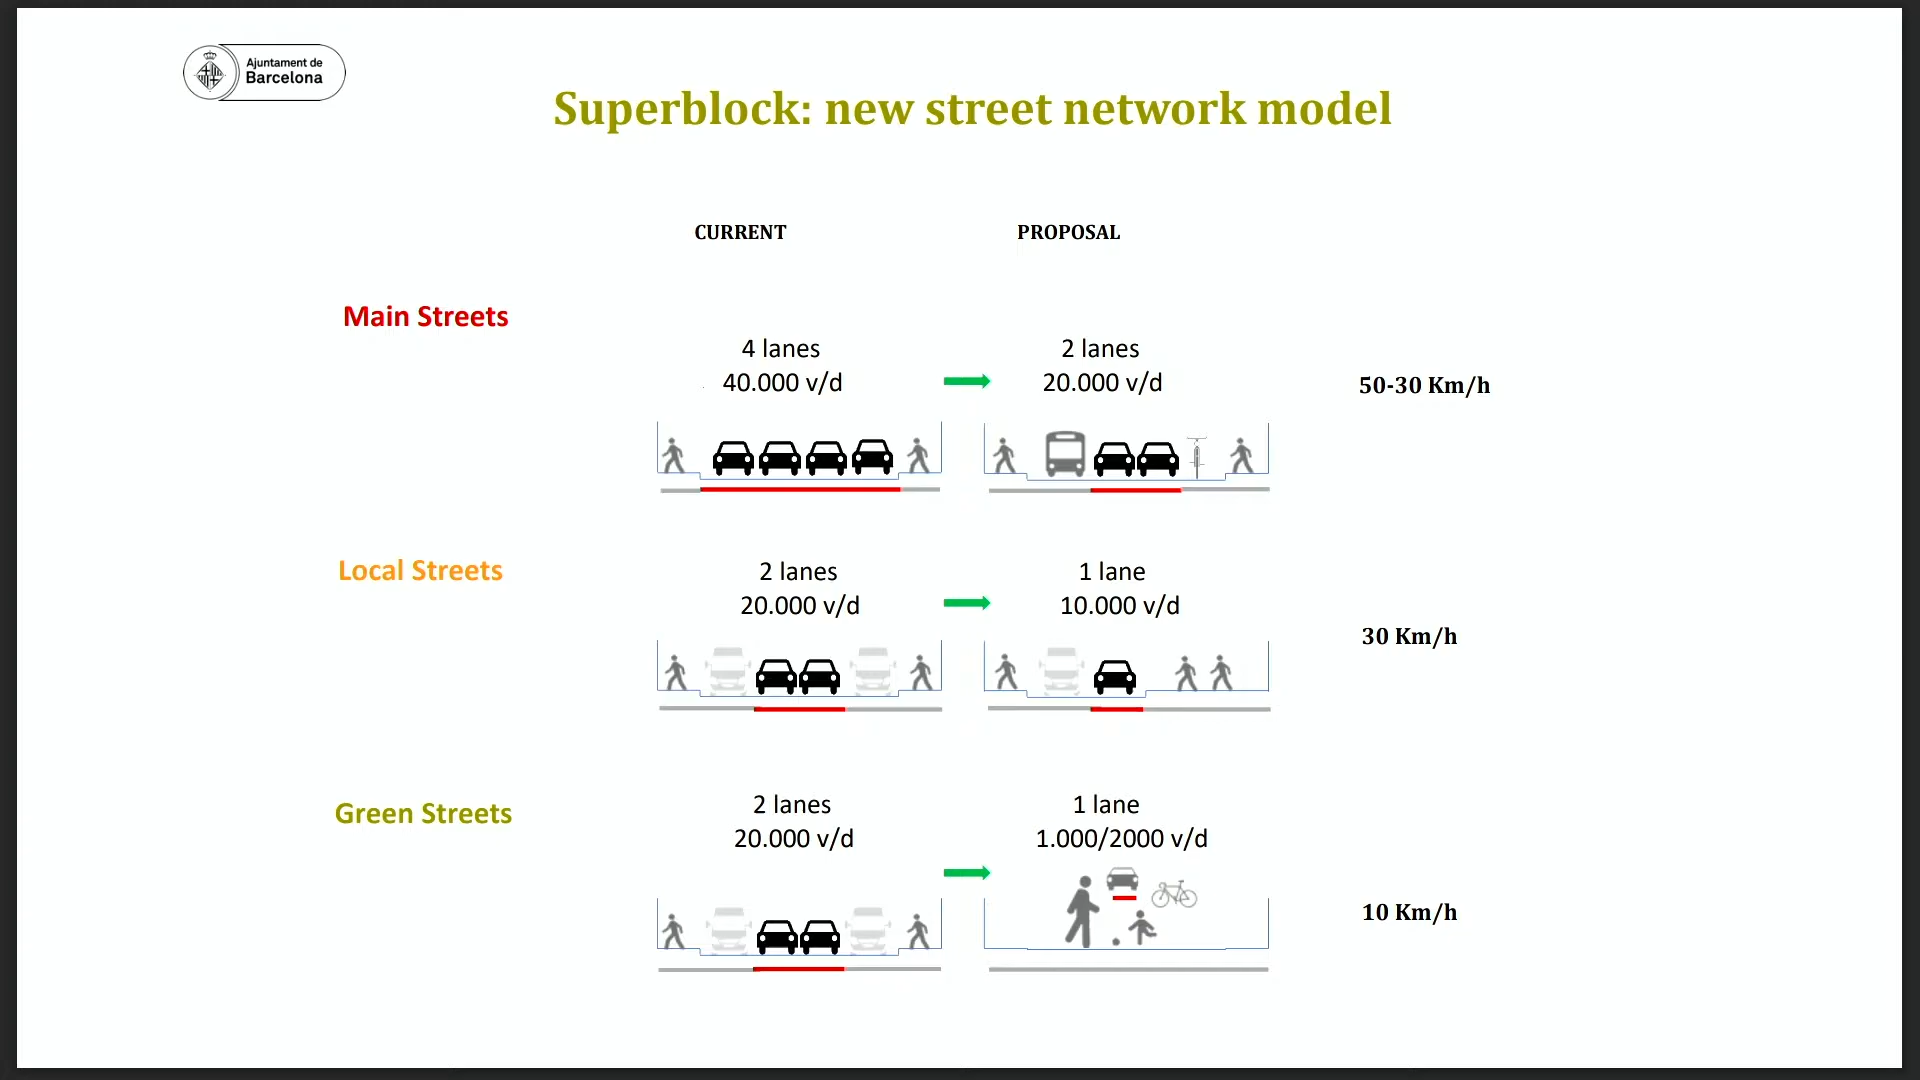 Ajuntament de
Barcelona
Superblock: new street network model
CURRENT
PROPOSAL
Main Streets
4 lanes
40.000 v/d
2 lanes
20.000 v/d
50-30 Km/h
Local Streets
2 lanes
20.000 v/d
1 lane
10.000 v/d
30 Km/h
Green Streets
2 lanes
20.000 v/d
1 lane
1.000/2000 v/d
10 Km/h